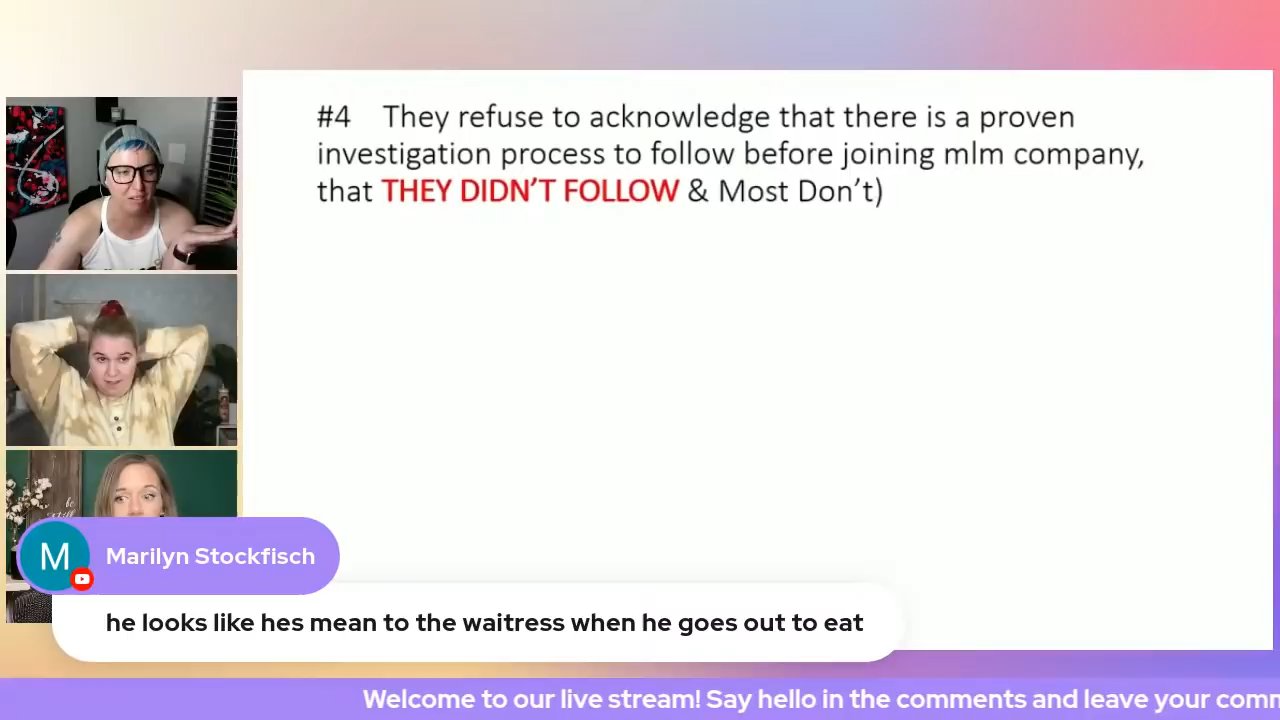 #4 They refuse to acknowledge that there is a proven
investigation process to follow before joining mlm company,
that THEY DIDN'T FOLLOW & Most Don't)
be
still
M
Marilyn Stockfisch
he looks like hes mean to the waitress when he goes out to eat
Welcome to our live stream! Say hello in the comments and leave your